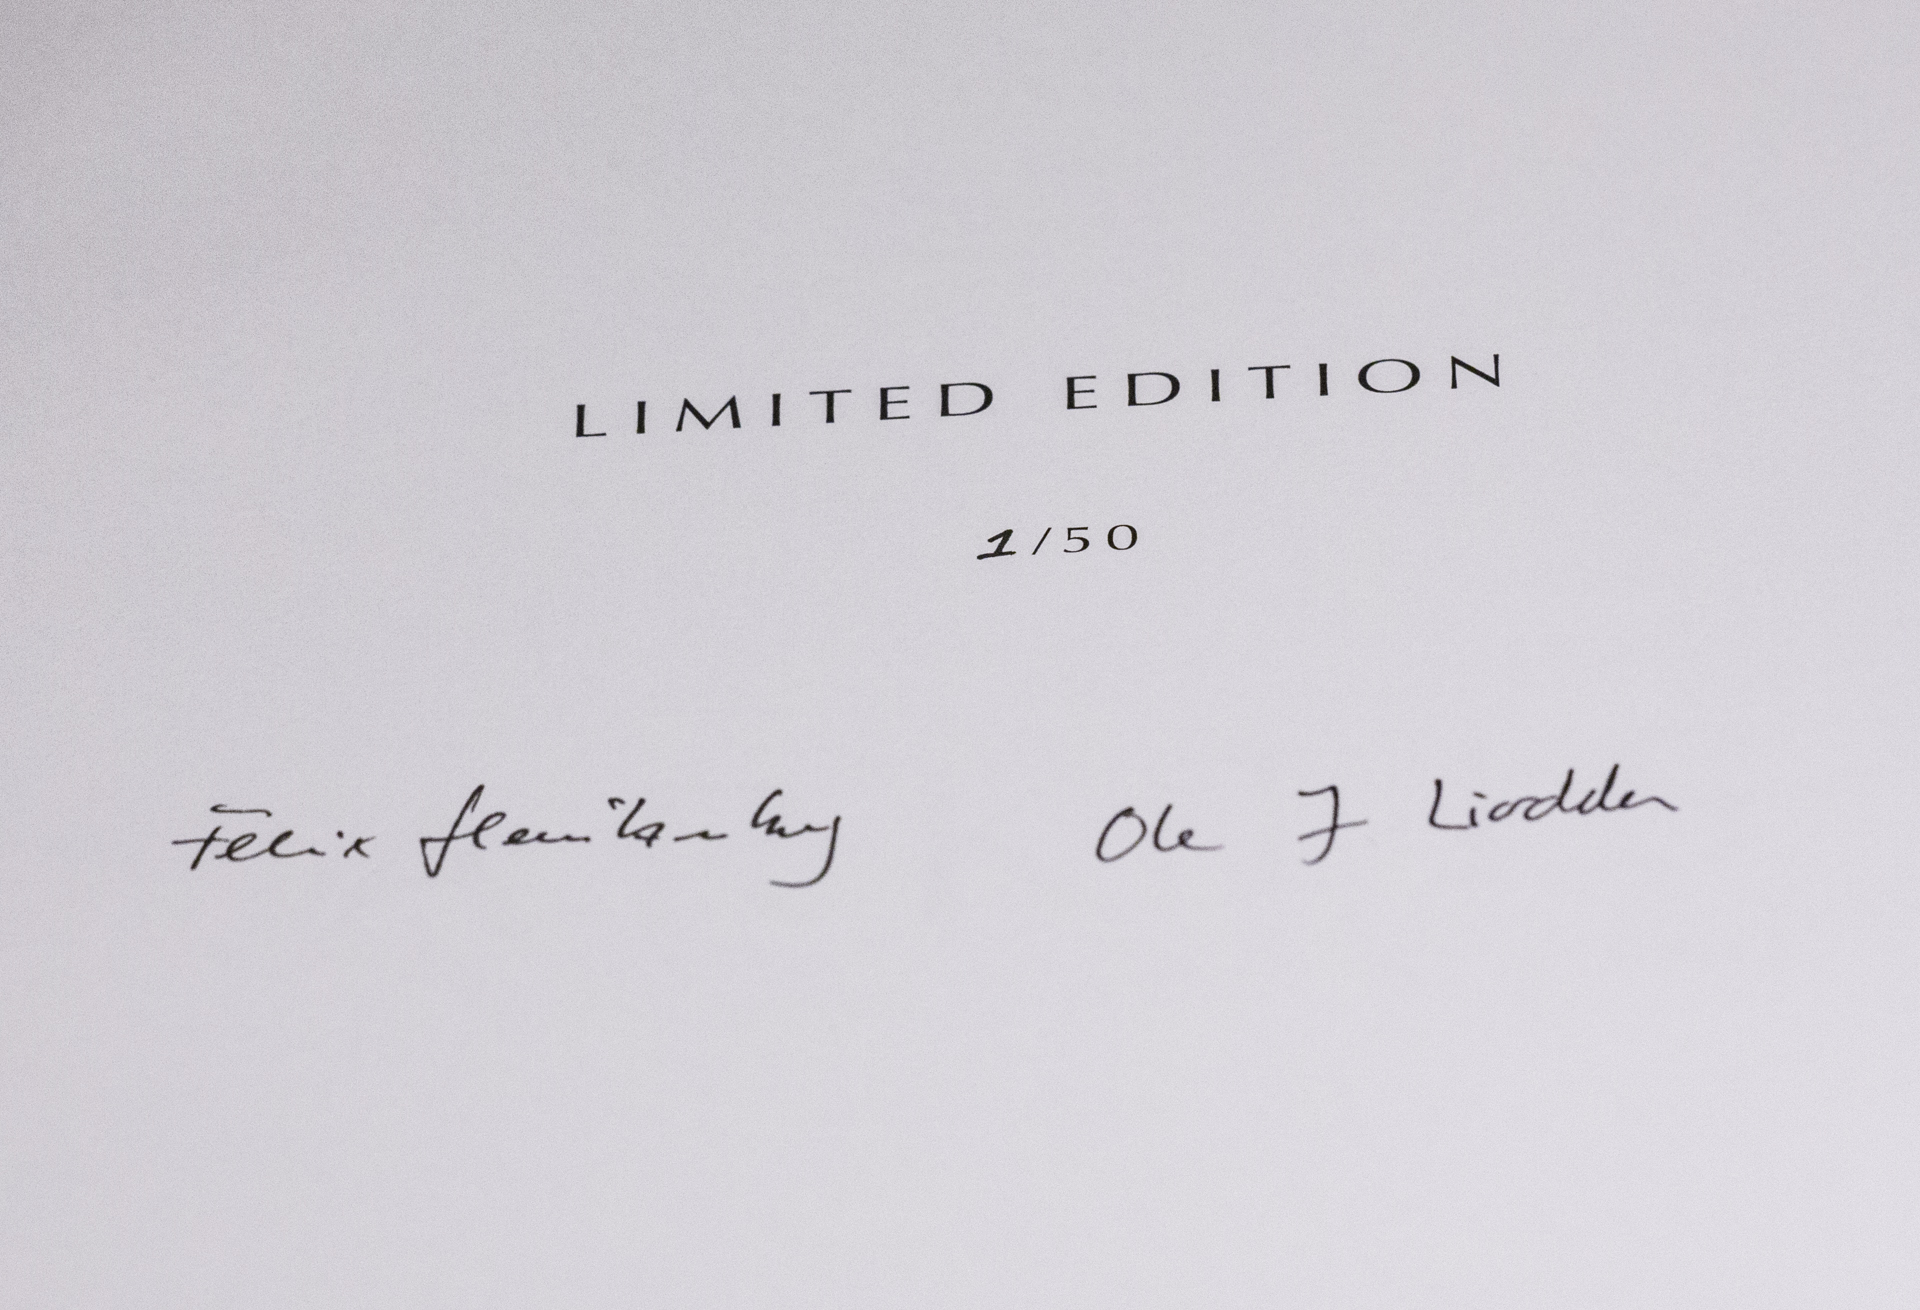 LIMITED EDITION
1/50
Felix Ole J Liodden